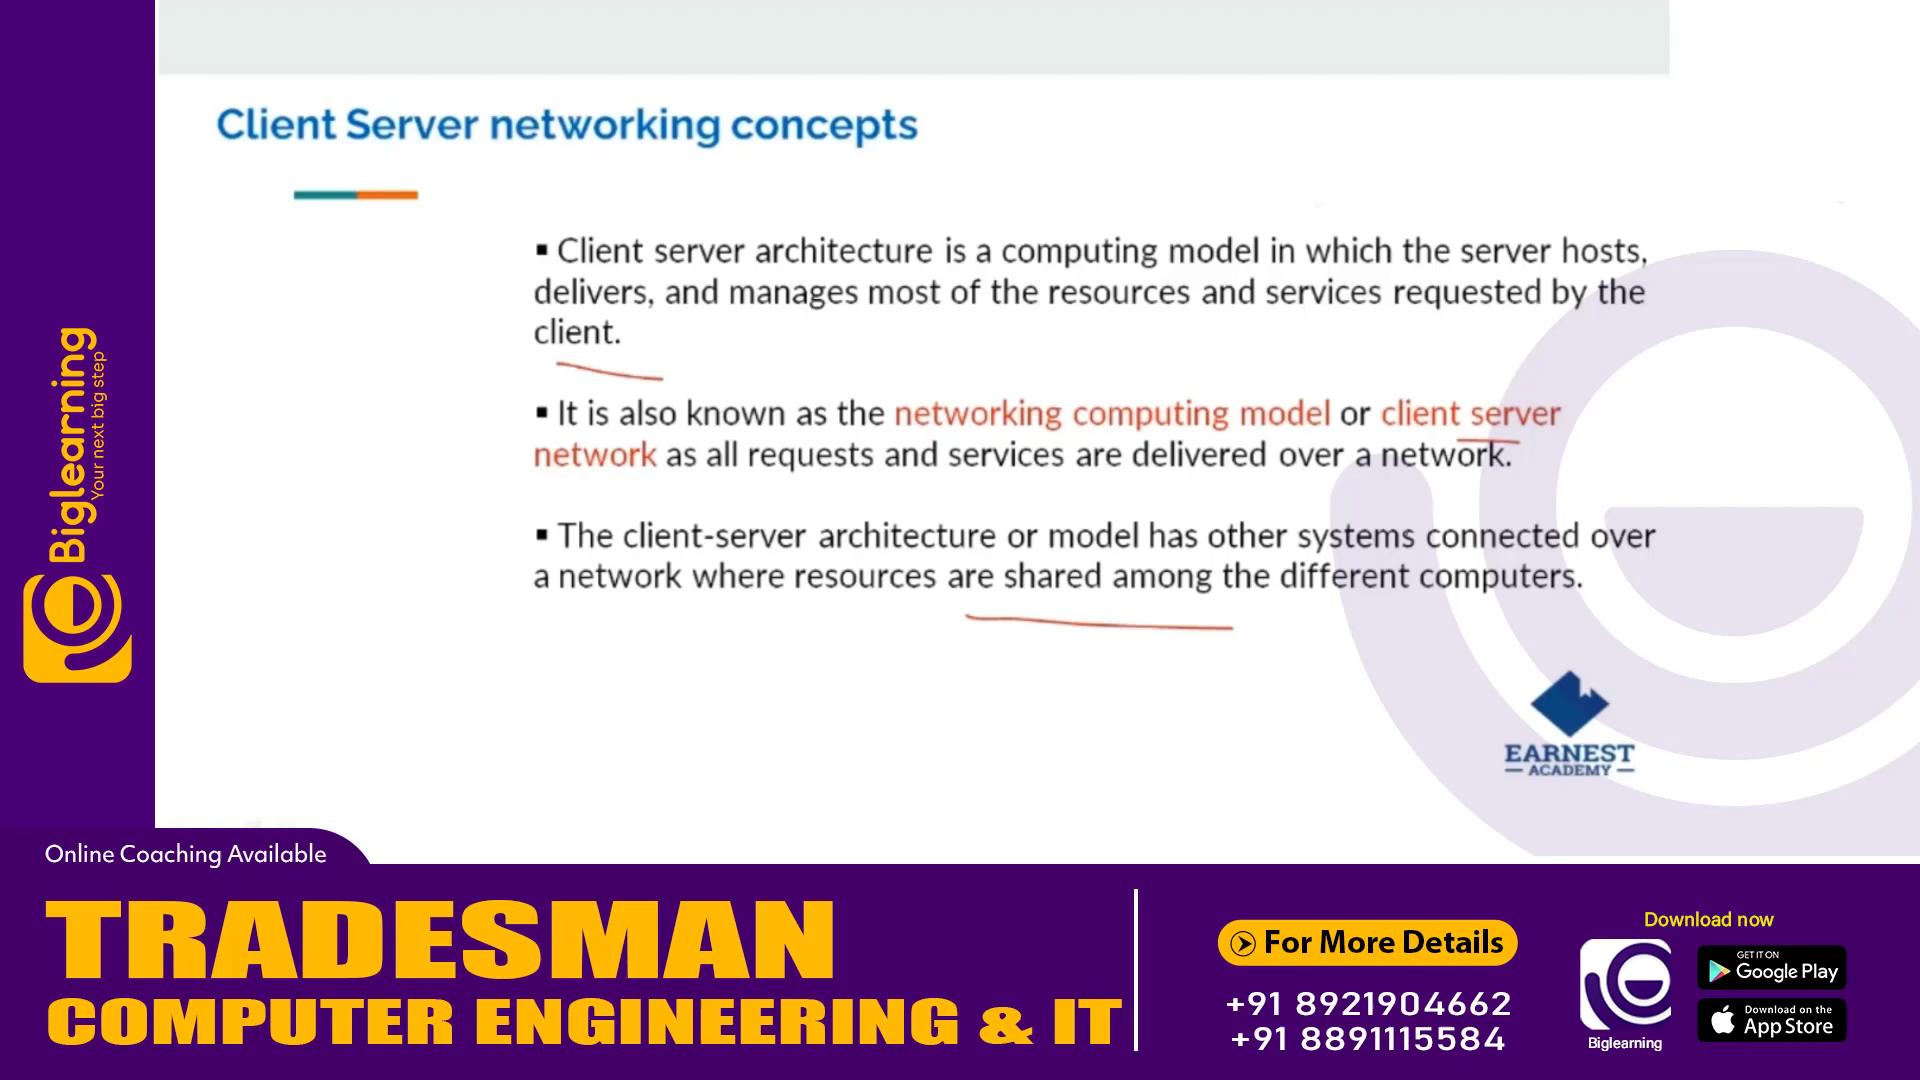 Client Server networking concepts
▪ Client server architecture is a computing model in which the server hosts,
delivers, and manages most of the resources and services requested by the
client.
▪ It is also known as the networking computing model or client server
network as all requests and services are delivered over a network.
▪ The client-server architecture or model has other systems connected over
a network where resources are shared among the different computers.
EARNEST
ACADEMY
Biglearning
Your next big step
Online Coaching Available
TRADESMAN
COMPUTER ENGINEERING & IT
For More Details
+91 8921904662
+91 8891115584
Download now
Biglearning
GET IT ON
Google Play
Download on the
App Store